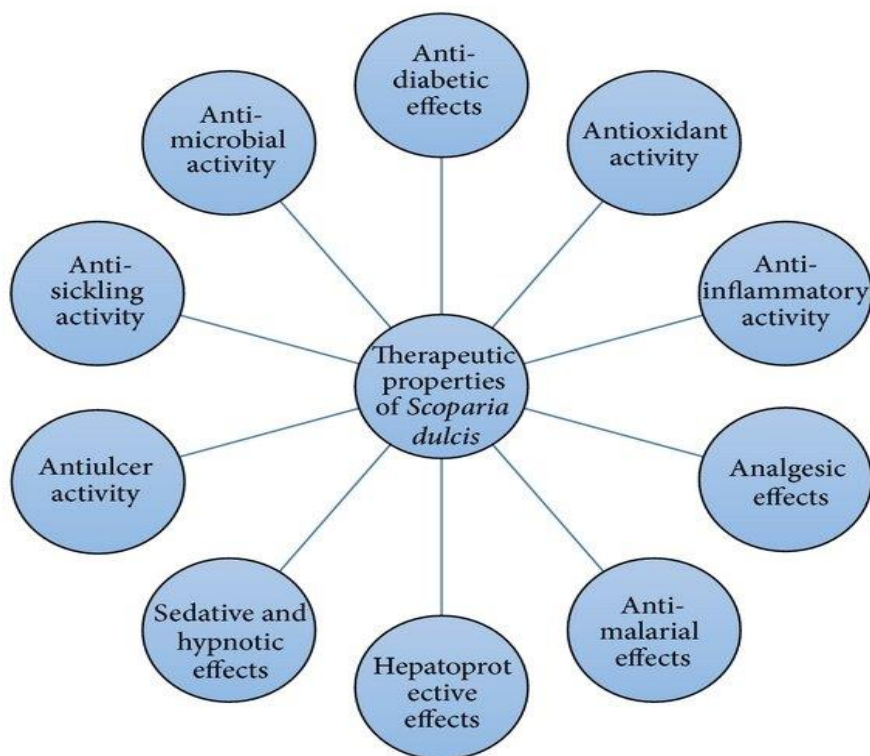 Anti-
diabetic
effects
Antioxidant
activity
Anti-
inflammatory
activity
Analgesic
effects
Anti-
malarial
effects
Hepatoprot
ective
effects
Sedative and
hypnotic
effects
Antiulcer
activity
Anti-
sickling
activity
Anti-
microbial
activity
Therapeutic
properties
of Scoparia
dulcis